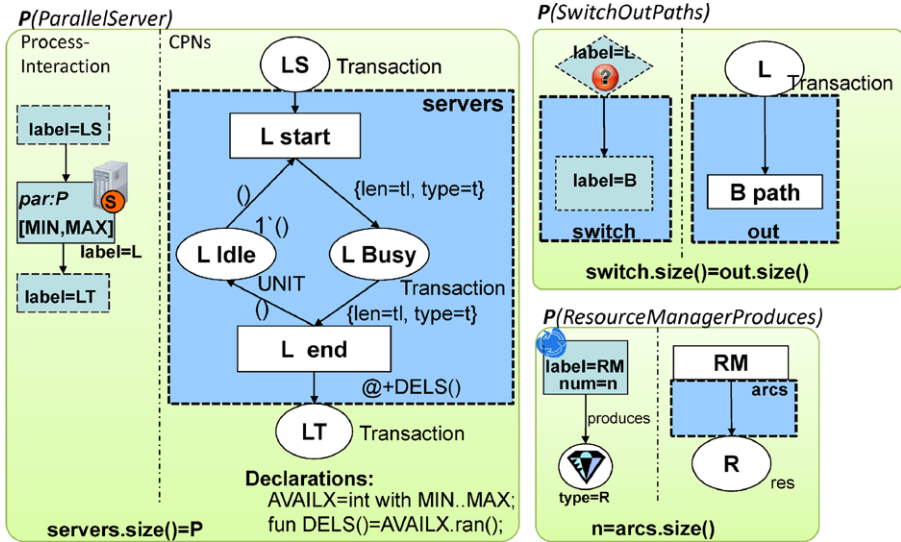 P(ParallelServer)
Process-
Interaction
CPNs
label=LS
par:P
[MIN,MAX]
S
label=L
label=LT
LS
Transaction
servers
L start
()
{len=tl, type=t}
1`()
L Idle
L Busy
UNIT
Transaction
()
{len=tl, type=t}
L end
@+DELS()
LT
Transaction
Declarations:
AVAILX=int with MIN..MAX;
fun DELS()=AVAILX.ran();
servers.size()=P
P(SwitchOutPaths)
label=L
?
L
Transaction
label=B
B path
switch
out
switch.size()=out.size()
P(ResourceManagerProduces)
label=RM
num=n
RM
arcs
produces
R
type=R
res
n=arcs.size()